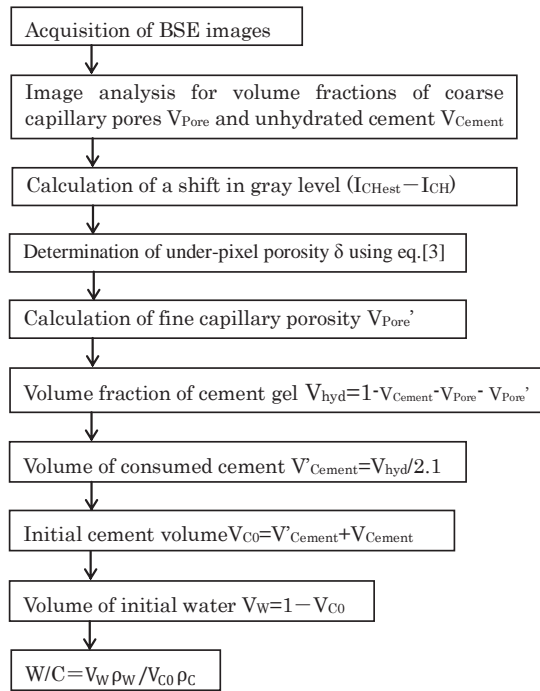 Acquisition of BSE images
Image analysis for volume fractions of coarse
capillary pores VPore and unhydrated cement VCement
Calculation of a shift in gray level (ICHest－ICH)
Determination of under-pixel porosity δ using eq.[3]
Calculation of fine capillary porosity VPore’
Volume fraction of cement gel Vhyd=1-VCement-VPore- VPore’
Volume of consumed cement V’Cement=Vhyd/2.1
Initial cement volumeVC0=V’Cement+VCement
Volume of initial water VW=1－VC0
W/C=VWρW/VC0ρC